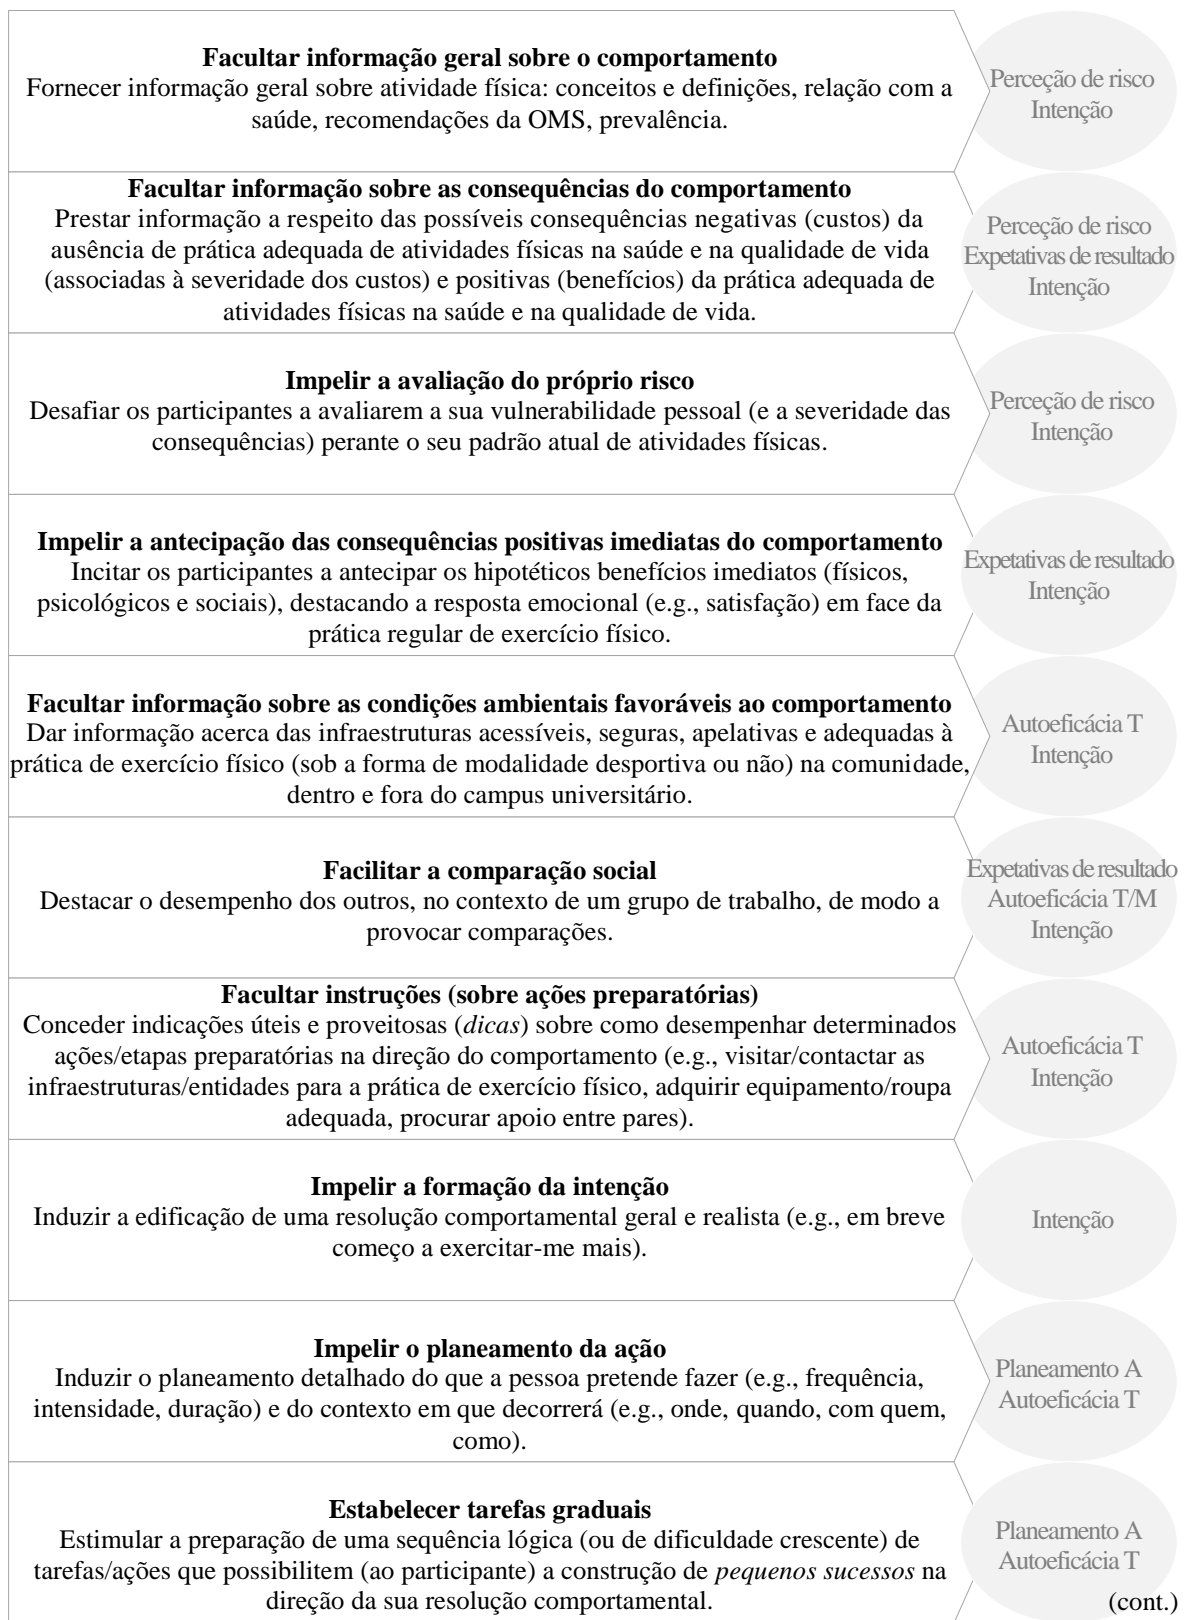 Facultar informação geral sobre o comportamento
Fornecer informação geral sobre atividade física: conceitos e definições, relação com a
saúde, recomendações da OMS, prevalência.
Perceção de risco
Intenção
Facultar informação sobre as consequências do comportamento
Prestar informação a respeito das possíveis consequências negativas (custos) da
ausência de prática adequada de atividades físicas na saúde e na qualidade de vida
(associadas à severidade dos custos) e positivas (benefícios) da prática adequada de
atividades físicas na saúde e na qualidade de vida.
Perceção de risco
Expetativas de resultado
Intenção
Impelir a avaliação do próprio risco
Desafiar os participantes a avaliarem a sua vulnerabilidade pessoal (e a severidade das
consequências) perante o seu padrão atual de atividades físicas.
Perceção de risco
Intenção
Impelir a antecipação das consequências positivas imediatas do comportamento
Incitar os participantes a antecipar os hipotéticos benefícios imediatos (físicos,
psicológicos e sociais), destacando a resposta emocional (e.g., satisfação) em face da
prática regular de exercício físico.
Expetativas de resultado
Intenção
Facultar informação sobre as condições ambientais favoráveis ao comportamento
Dar informação acerca das infraestruturas acessíveis, seguras, apelativas e adequadas à
prática de exercício físico (sob a forma de modalidade desportiva ou não) na comunidade,
dentro e fora do campus universitário.
Autoeficácia T
Intenção
Facilitar a comparação social
Destacar o desempenho dos outros, no contexto de um grupo de trabalho, de modo a
provocar comparações.
Expetativas de resultado
Autoeficácia T/M
Intenção
Facultar instruções (sobre ações preparatórias)
Conceder indicações úteis e proveitosas (dicas) sobre como desempenhar determinados
ações/etapas preparatórias na direção do comportamento (e.g., visitar/contactar as
infraestruturas/entidades para a prática de exercício físico, adquirir equipamento/roupa
adequada, procurar apoio entre pares).
Autoeficácia T
Intenção
Impelir a formação da intenção
Induzir a edificação de uma resolução comportamental geral e realista (e.g., em breve
começo a exercitar-me mais).
Intenção
Impelir o planeamento da ação
Induzir o planeamento detalhado do que a pessoa pretende fazer (e.g., frequência,
intensidade, duração) e do contexto em que decorrerá (e.g., onde, quando, com quem,
como).
Planeamento A
Autoeficácia T
Estabelecer tarefas graduais
Estimular a preparação de uma sequência lógica (ou de dificuldade crescente) de
tarefas/ações que possibilitem (ao participante) a construção de pequenos sucessos na
direção da sua resolução comportamental.
Planeamento A
Autoeficácia T
(cont.)